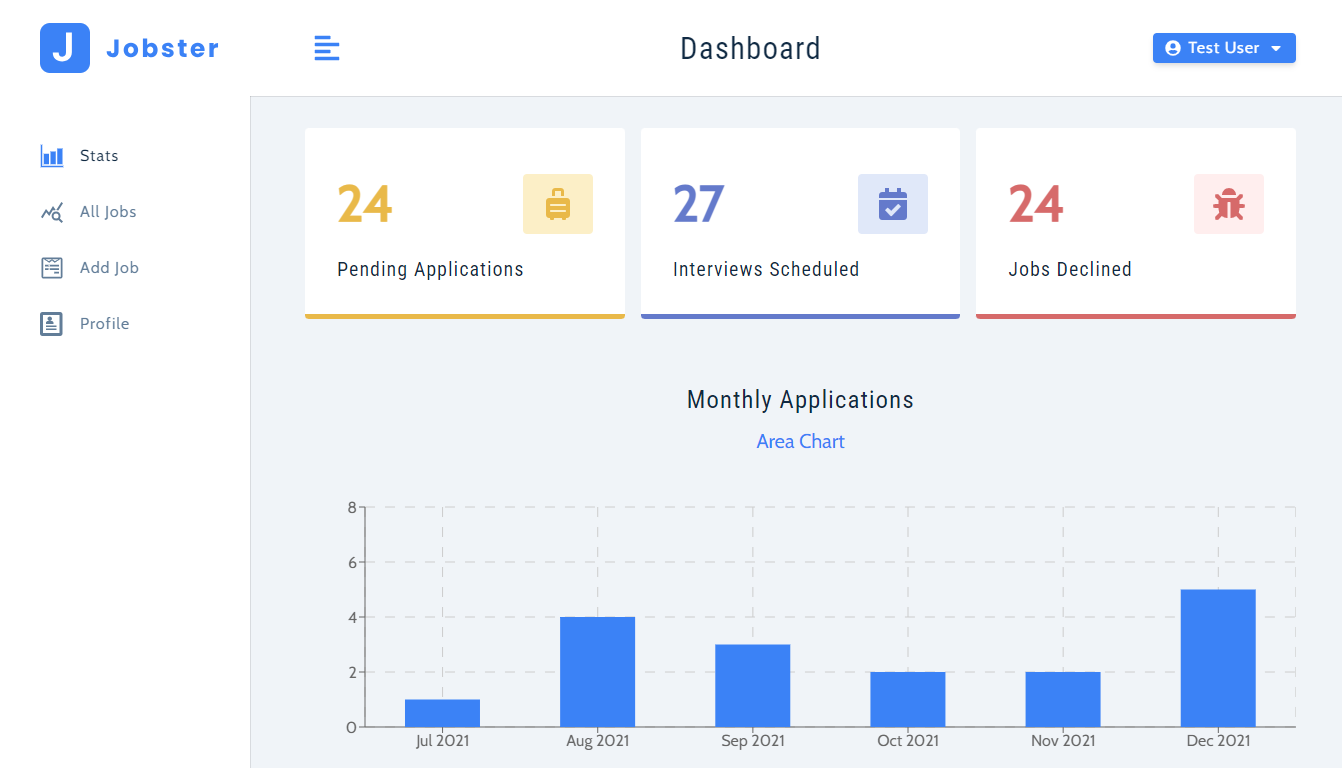 J Jobster
Dashboard
Test User
Stats
All Jobs
Add Job
Profile
24
Pending Applications
27
Interviews Scheduled
24
Jobs Declined
Monthly Applications
Area Chart
8
6
4
2
0
Jul 2021 Aug 2021 Sep 2021 Oct 2021 Nov 2021 Dec 2021